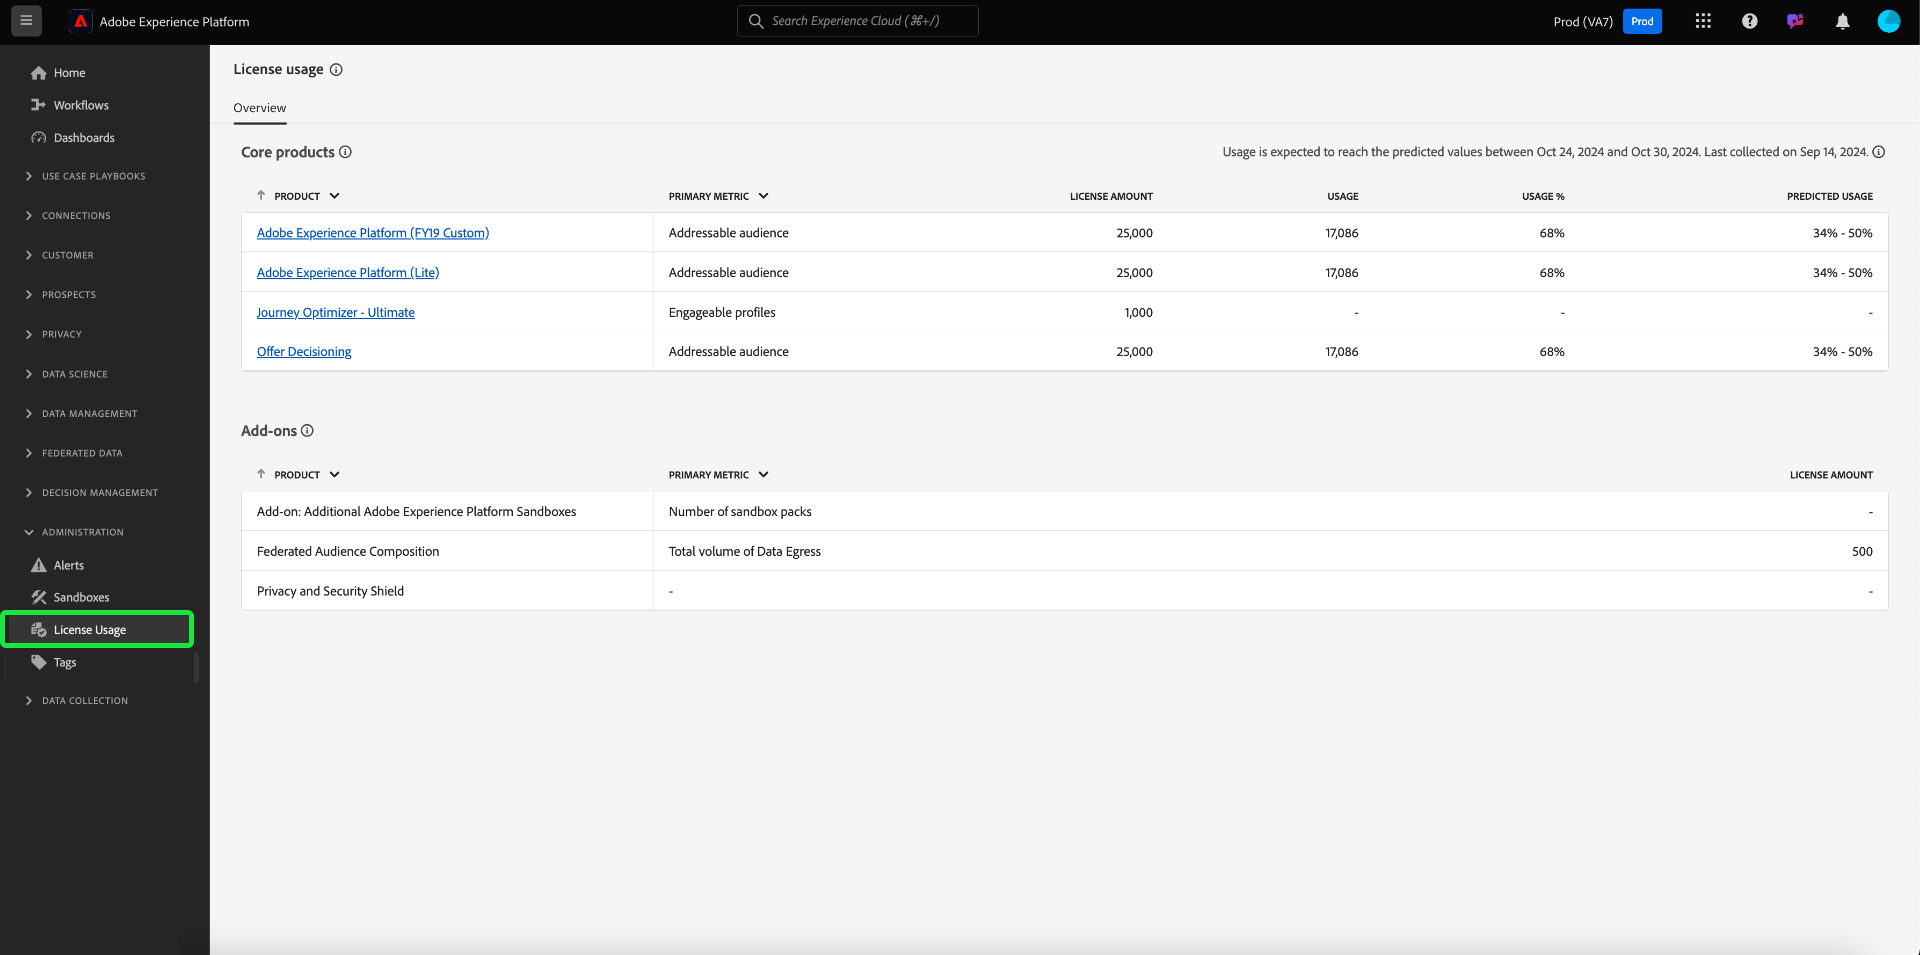 Adobe Experience Platform
Search Experience Cloud (⌘+/)
Prod (VA7) Prod
Home
Workflows
Dashboards
USE CASE PLAYBOOKS
CONNECTIONS
CUSTOMER
PROSPECTS
PRIVACY
DATA SCIENCE
DATA MANAGEMENT
FEDERATED DATA
DECISION MANAGEMENT
ADMINISTRATION
Alerts
Sandboxes
License Usage
Tags
DATA COLLECTION
License usage
Overview
Core products
Usage is expected to reach the predicted values between Oct 24, 2024 and Oct 30, 2024. Last collected on Sep 14, 2024.
PRODUCT PRIMARY METRIC LICENSE AMOUNT USAGE USAGE % PREDICTED USAGE
Adobe Experience Platform (FY19 Custom) Addressable audience 25,000 17,086 68% 34% - 50%
Adobe Experience Platform (Lite) Addressable audience 25,000 17,086 68% 34% - 50%
Journey Optimizer - Ultimate Engageable profiles 1,000 - - -
Offer Decisioning Addressable audience 25,000 17,086 68% 34% - 50%
Add-ons
PRODUCT PRIMARY METRIC LICENSE AMOUNT
Add-on: Additional Adobe Experience Platform Sandboxes Number of sandbox packs -
Federated Audience Composition Total volume of Data Egress 500
Privacy and Security Shield - -